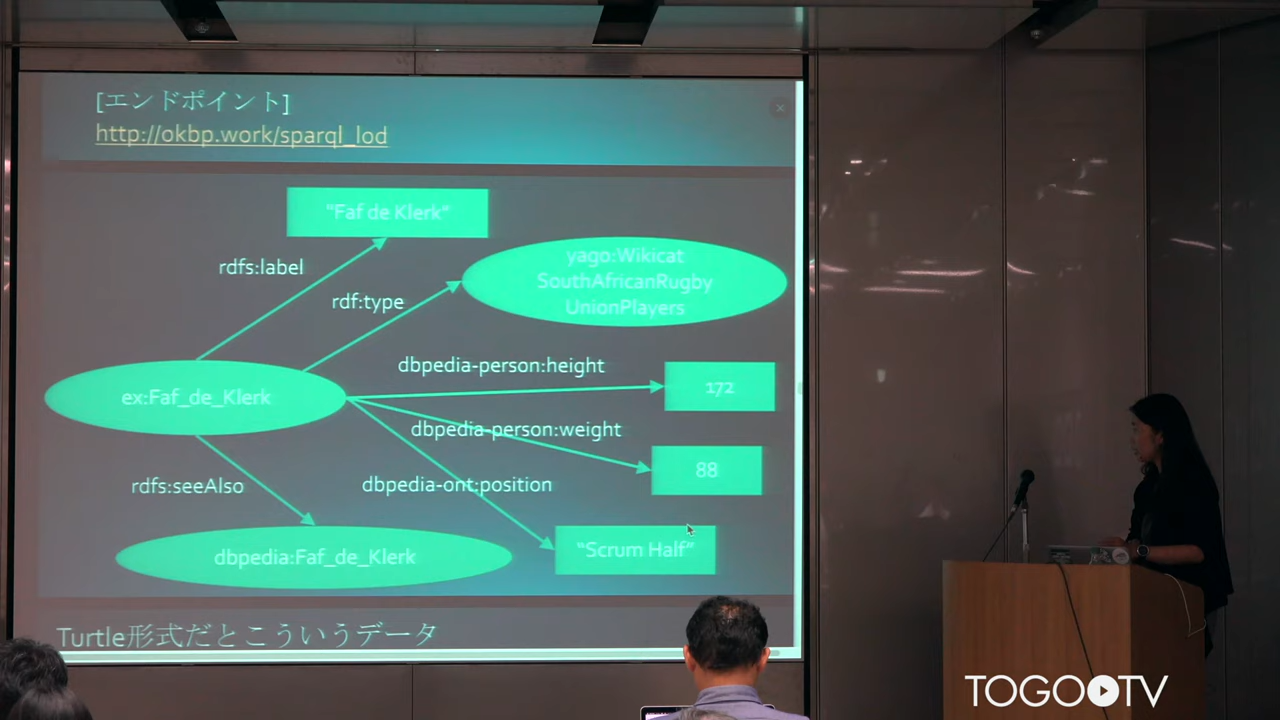 [エンドポイント]
http://okbp.work/sparql_lod
"Faf de Klerk"
rdfs:label
yago:Wikicat
SouthAfricanRugby
UnionPlayers
rdf:type
dbpedia-person:height
172
ex:Faf_de_Klerk
dbpedia-person:weight
88
rdfs:seeAlso
dbpedia-ont:position
"Scrum Half"
dbpedia:Faf_de_Klerk
Turtle形式だとこういうデータ
TOGOTV